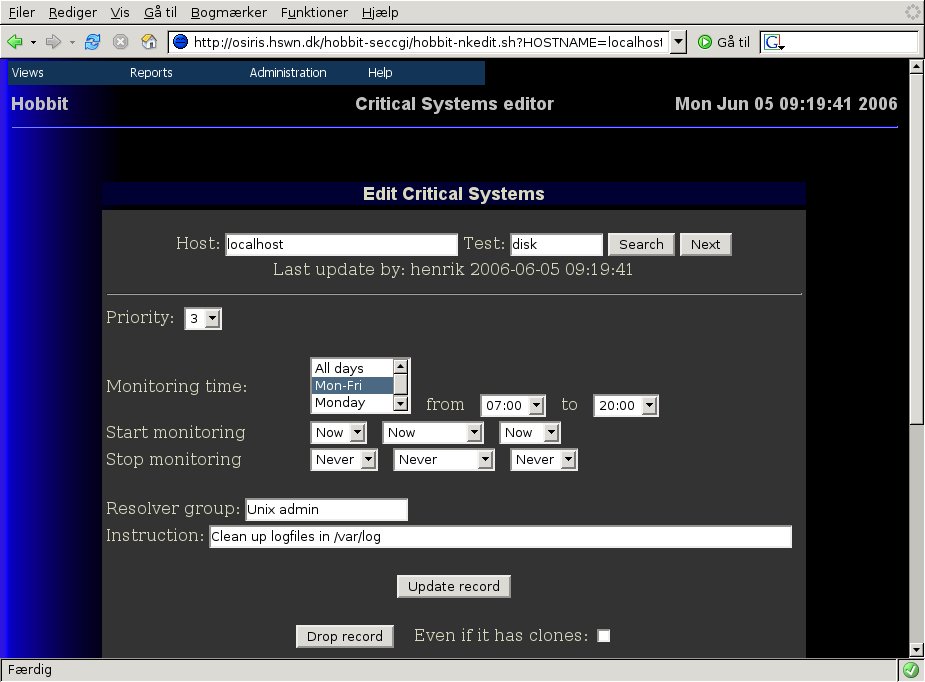 Filer Rediger Vis Gå til Bogmærker Funktioner Hjælp
http://osiris.hswn.dk/hobbit-seccgi/hobbit-nkedit.sh?HOSTNAME=localhost Gå til G
Views Reports Administration Help
Hobbit Critical Systems editor Mon Jun 05 09:19:41 2006
Edit Critical Systems
Host: localhost Test: disk Search Next
Last update by: henrik 2006-06-05 09:19:41
Priority: 3
All days
Monitoring time: Mon-Fri
Monday from 07:00 to 20:00
Start monitoring Now Now Now
Stop monitoring Never Never Never
Resolver group: Unix admin
Instruction: Clean up logfiles in /var/log
Update record
Drop record Even if it has clones:
Færdig